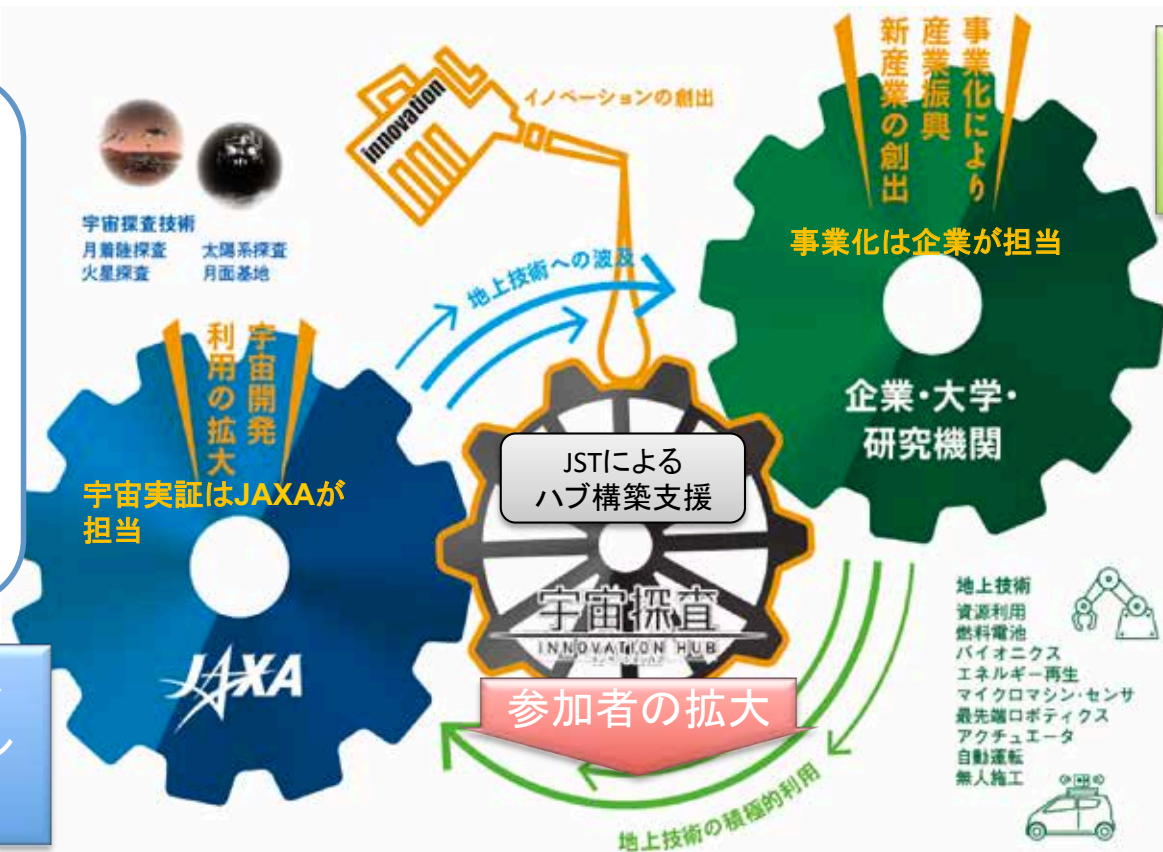 innovation
イノベーションの創出
宇宙探査技術
月着陸探査
火星探査
太陽系探査
月面基地
地上技術への波及
宇宙開発
利用の拡大
宇宙実証はJAXAが
担当
JAXA
JSTによる
ハブ構築支援
宇宙探査
INNOVATION HUB
参加者の拡大
事業化により
産業振興
新産業の創出
事業化は企業が担当
企業・大学・
研究機関
地上技術
資源利用
燃料電池
バイオニクス
エネルギー再生
マイクロマシン・センサ
最先端ロボティクス
アクチュエータ
自動運転
無人施工
地上技術の積極的利用